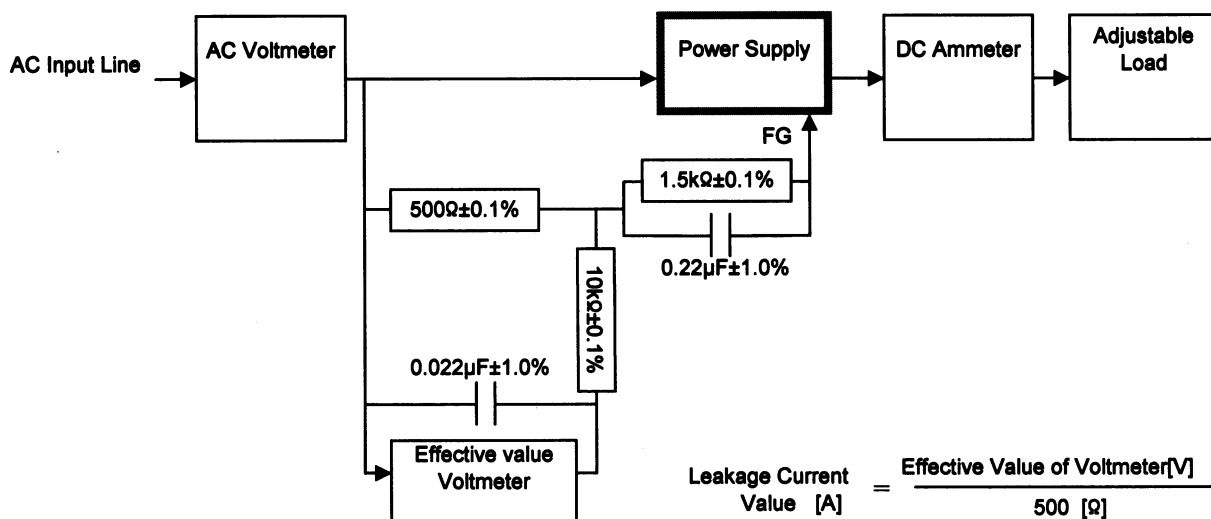 AC Input Line
AC Voltmeter
Power Supply
DC Ammeter
Adjustable
Load
FG
1.5kΩ±0.1%
500Ω±0.1%
0.22µF±1.0%
10kΩ±0.1%
0.022µF±1.0%
Effective value
Voltmeter
Leakage Current
Value [A]
=
Effective Value of Voltmeter[V]
500 [Ω]